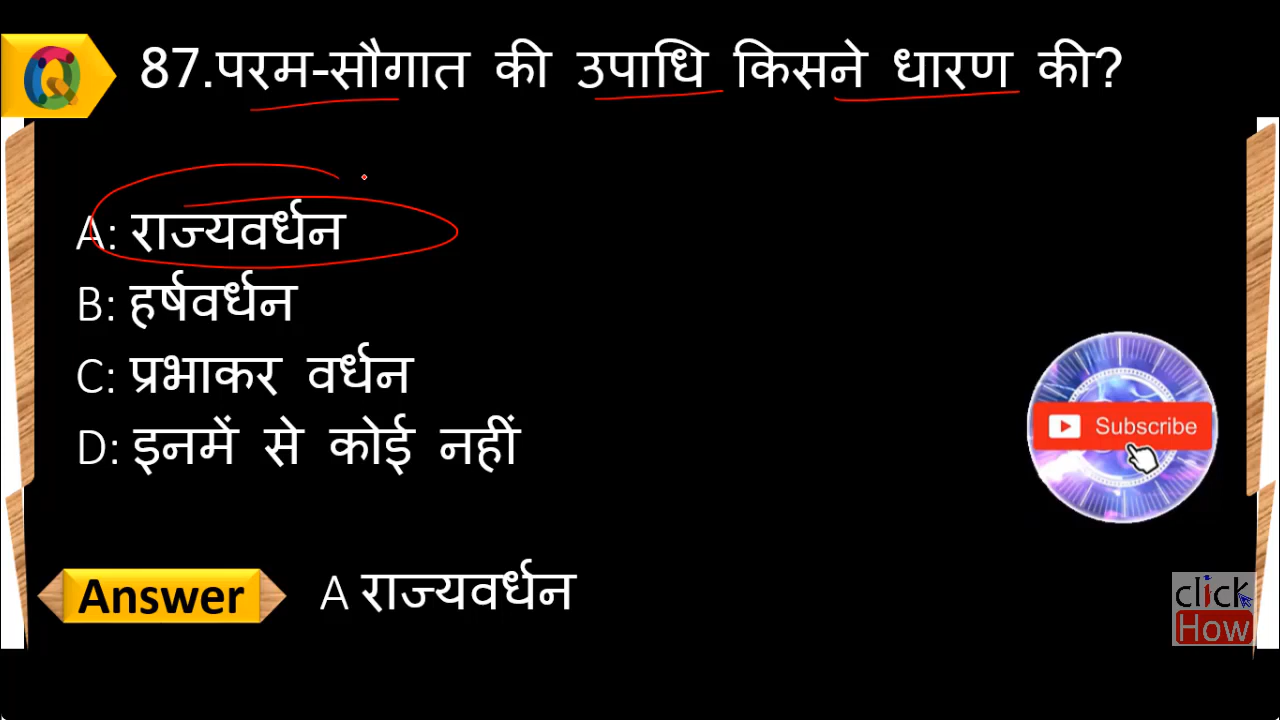 87.परम-सौगात की उपाधि किसने धारण की?
A: राज्यवर्धन
B: हर्षवर्धन
C: प्रभाकर वर्धन
D: इनमें से कोई नहीं
Subscribe
Answer A राज्यवर्धन
click
How